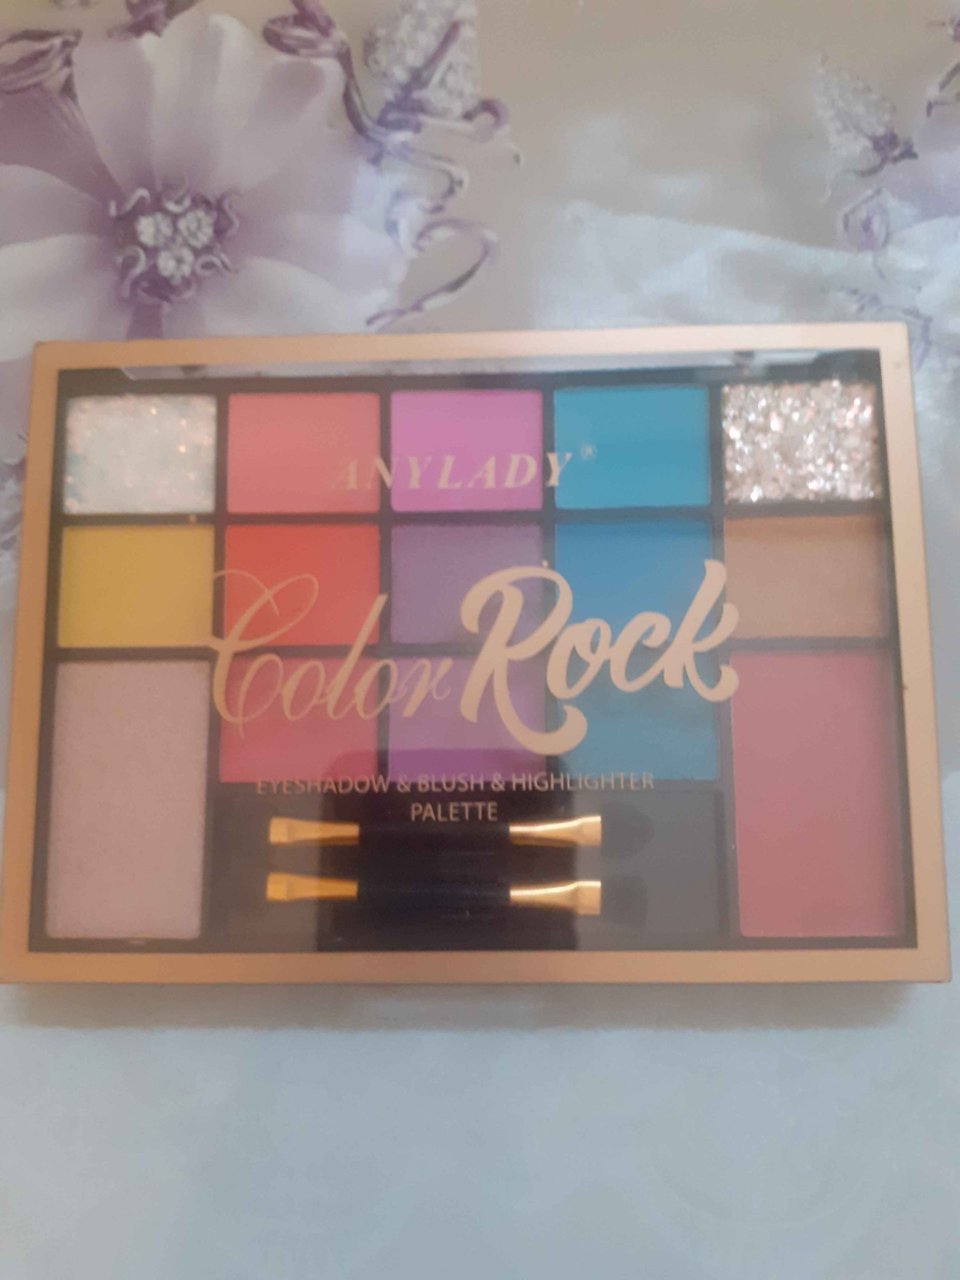 ANYLADY®
Color Rock
EYESHADOW & BLUSH & HIGHLIGHTER
PALETTE